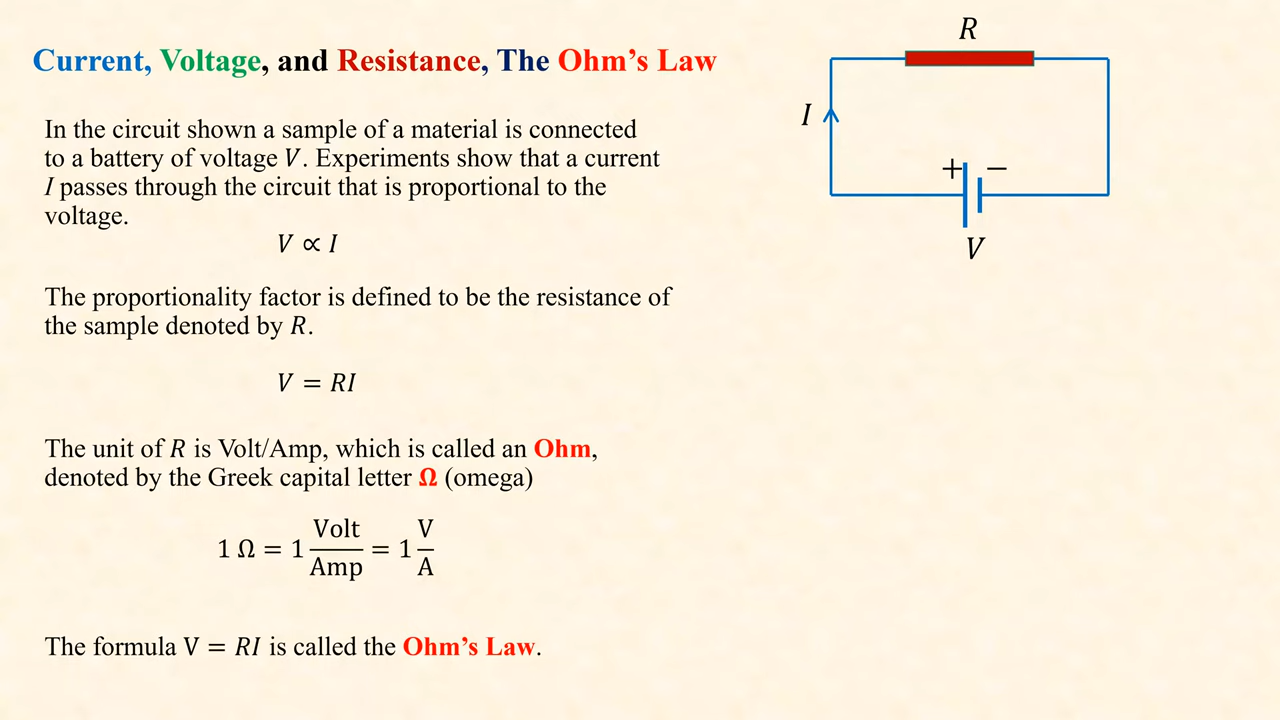 Current, Voltage, and Resistance, The Ohm’s Law
In the circuit shown a sample of a material is connected
to a battery of voltage V. Experiments show that a current
I passes through the circuit that is proportional to the
voltage.
V ∝ I
The proportionality factor is defined to be the resistance of
the sample denoted by R.
V = RI
The unit of R is Volt/Amp, which is called an Ohm,
denoted by the Greek capital letter Ω (omega)
1 Ω = 1 Volt/Amp = 1 V/A
The formula V = RI is called the Ohm’s Law.
R
I
+ −
V